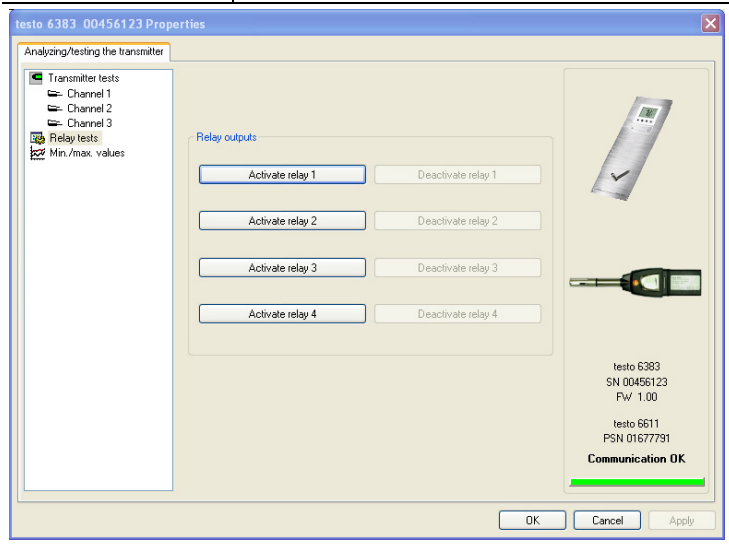 testo 6383 00456123 Properties
Analyzing/testing the transmitter
Transmitter tests
Channel 1
Channel 2
Channel 3
Relay tests
Min./max. values
Relay outputs
Activate relay 1 Deactivate relay 1
Activate relay 2 Deactivate relay 2
Activate relay 3 Deactivate relay 3
Activate relay 4 Deactivate relay 4
testo 6383
SN 00456123
FW 1.00
testo 6611
PSN 01677791
Communication OK
OK Cancel Apply